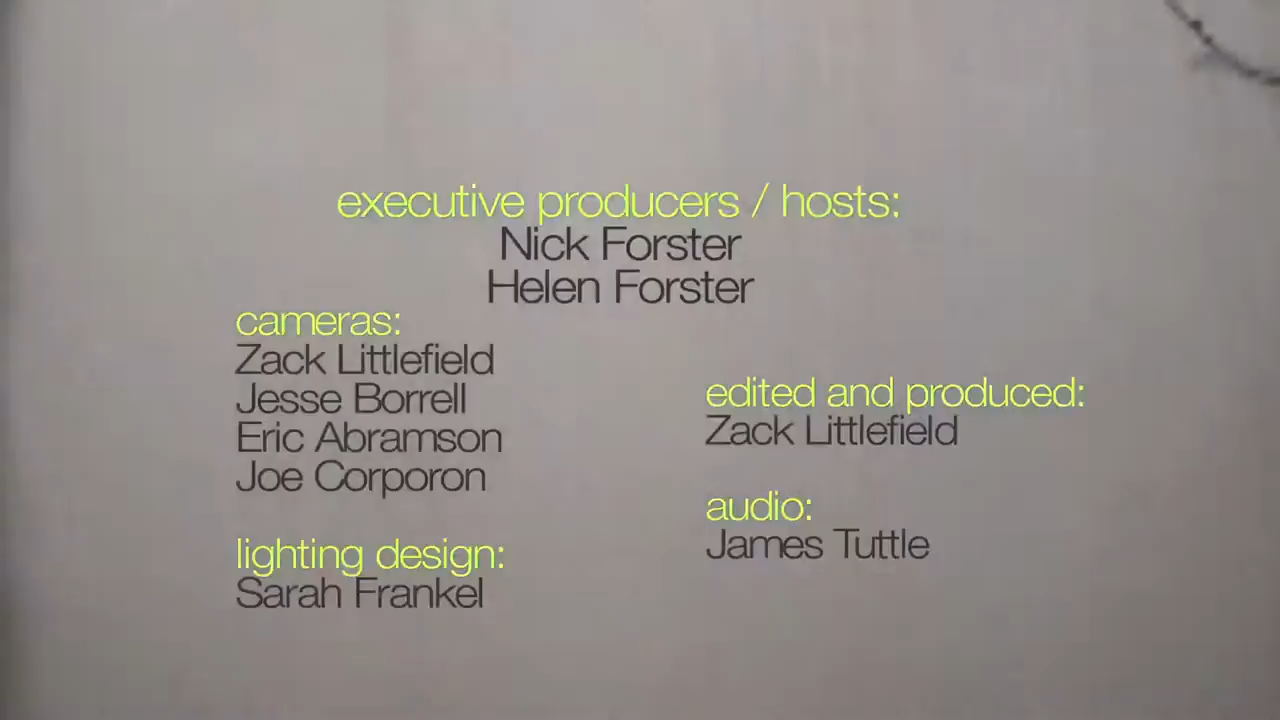 executive producers / hosts:
Nick Forster
Helen Forster
cameras:
Zack Littlefield
Jesse Borrell
Eric Abramson
Joe Corporon
lighting design:
Sarah Frankel
edited and produced:
Zack Littlefield
audio:
James Tuttle